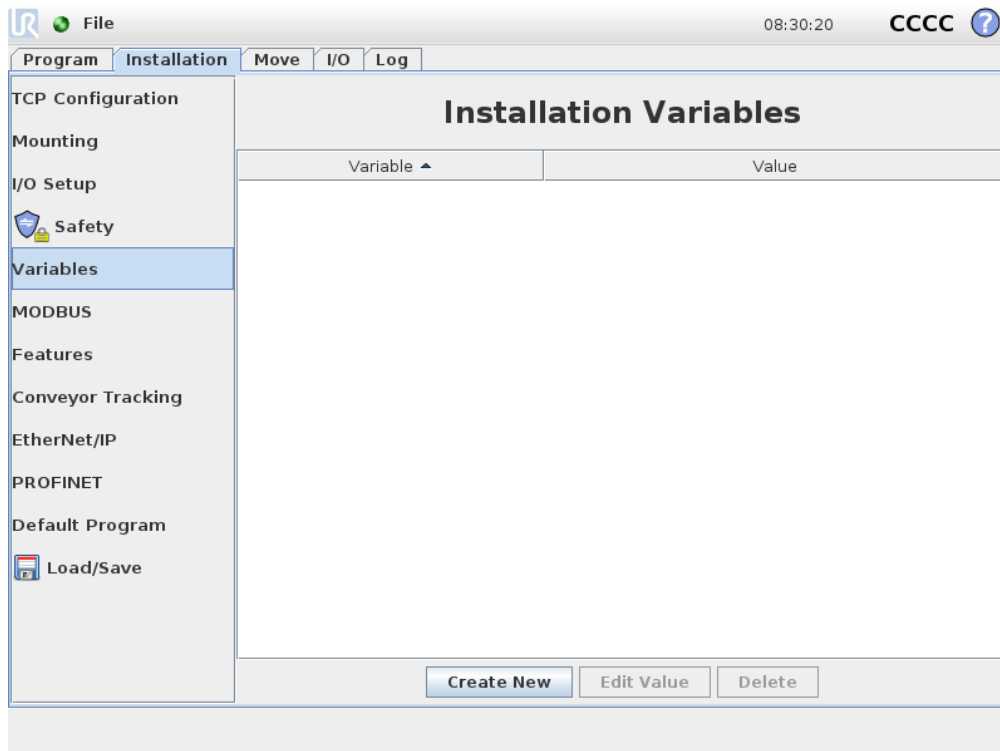 UR File 08:30:20 CCCC ?
Program Installation Move I/O Log
TCP Configuration
Mounting
I/O Setup
Safety
Variables
MODBUS
Features
Conveyor Tracking
EtherNet/IP
PROFINET
Default Program
Load/Save
Installation Variables
Variable Value
Create New Edit Value Delete